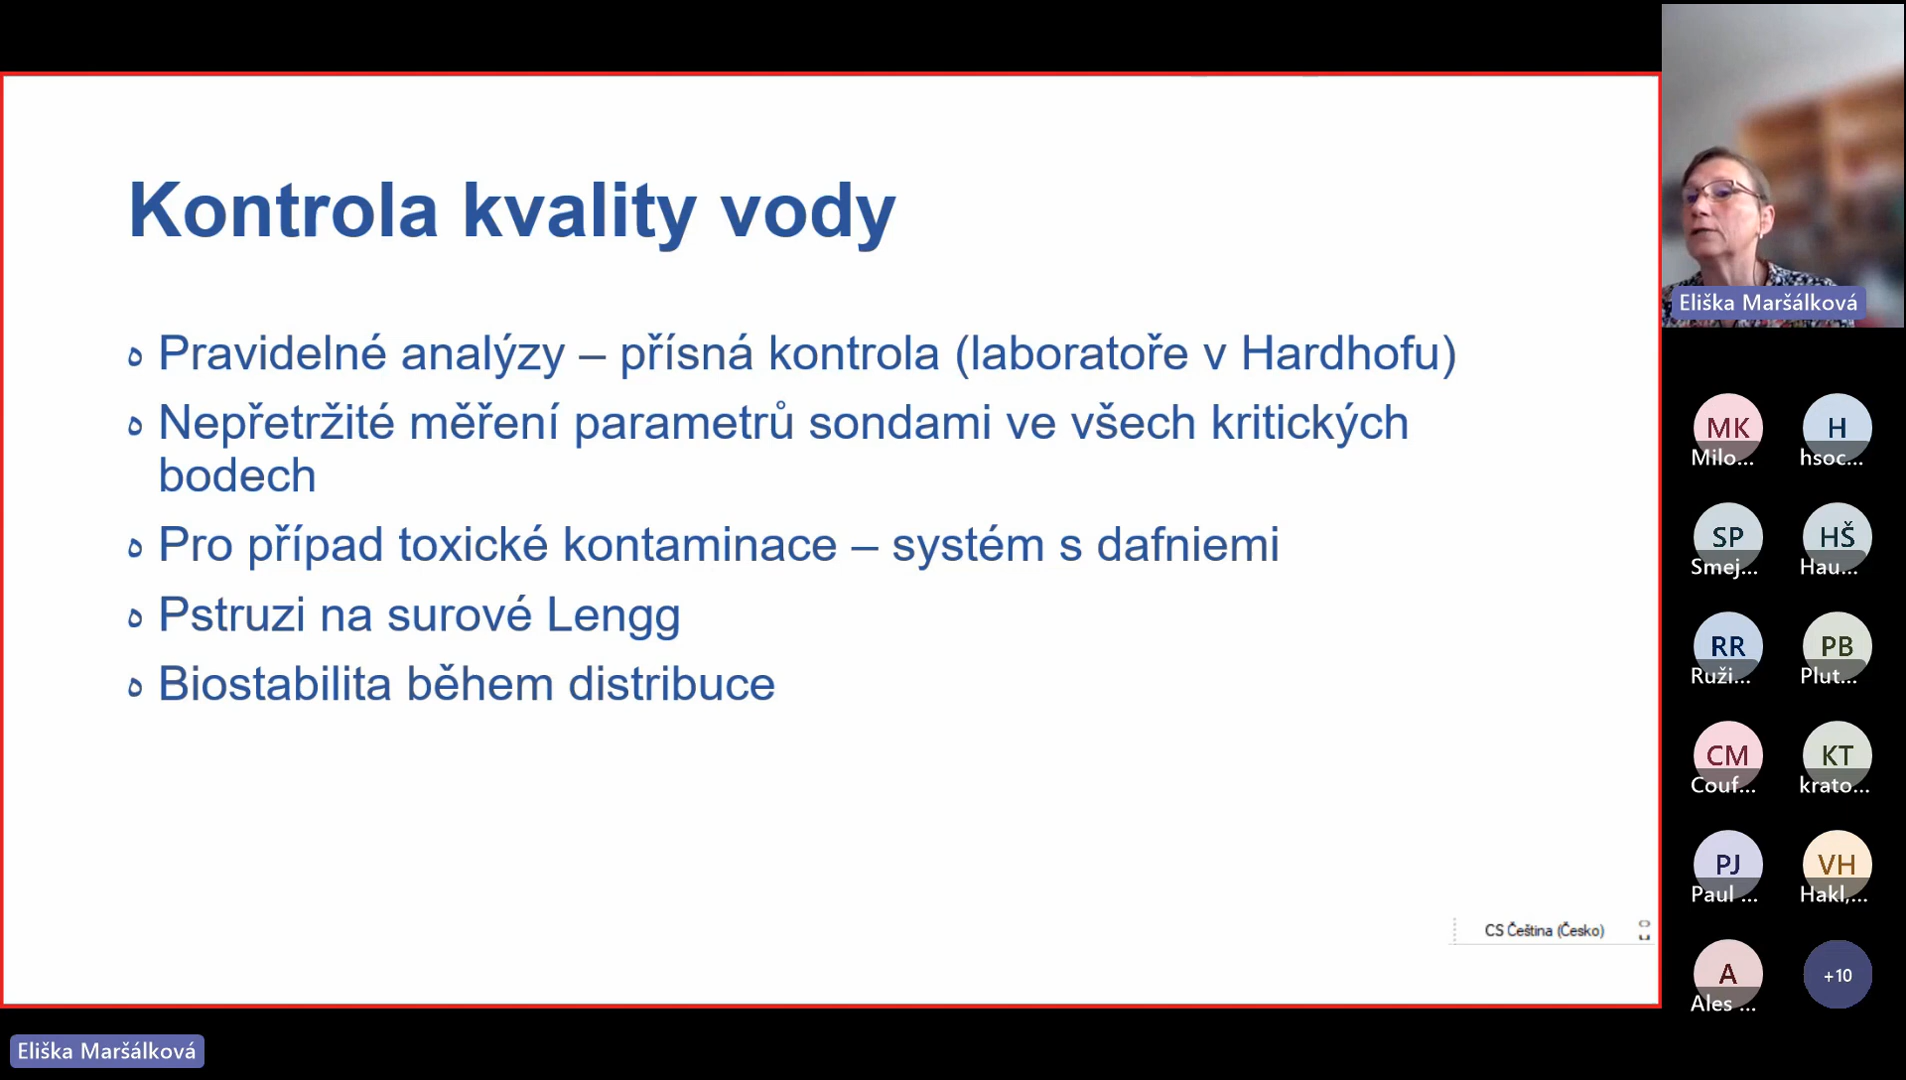 Kontrola kvality vody
Pravidelné analýzy – přísná kontrola (laboratoře v Hardhofu)
Nepřetržité měření parametrů sondami ve všech kritických
bodech
Pro případ toxické kontaminace – systém s dafniemi
Pstruzi na surové Lengg
Biostabilita během distribuce
CS Čeština (Česko)
Eliška Maršálková
Eliška Maršálková
MK
Milo...
H
hsoc...
SP
Smej...
HŠ
Hau...
RR
Ruži...
PB
Plut...
CM
Couf...
KT
krato...
PJ
Paul ...
VH
Hakl,...
A
Ales ...
+10